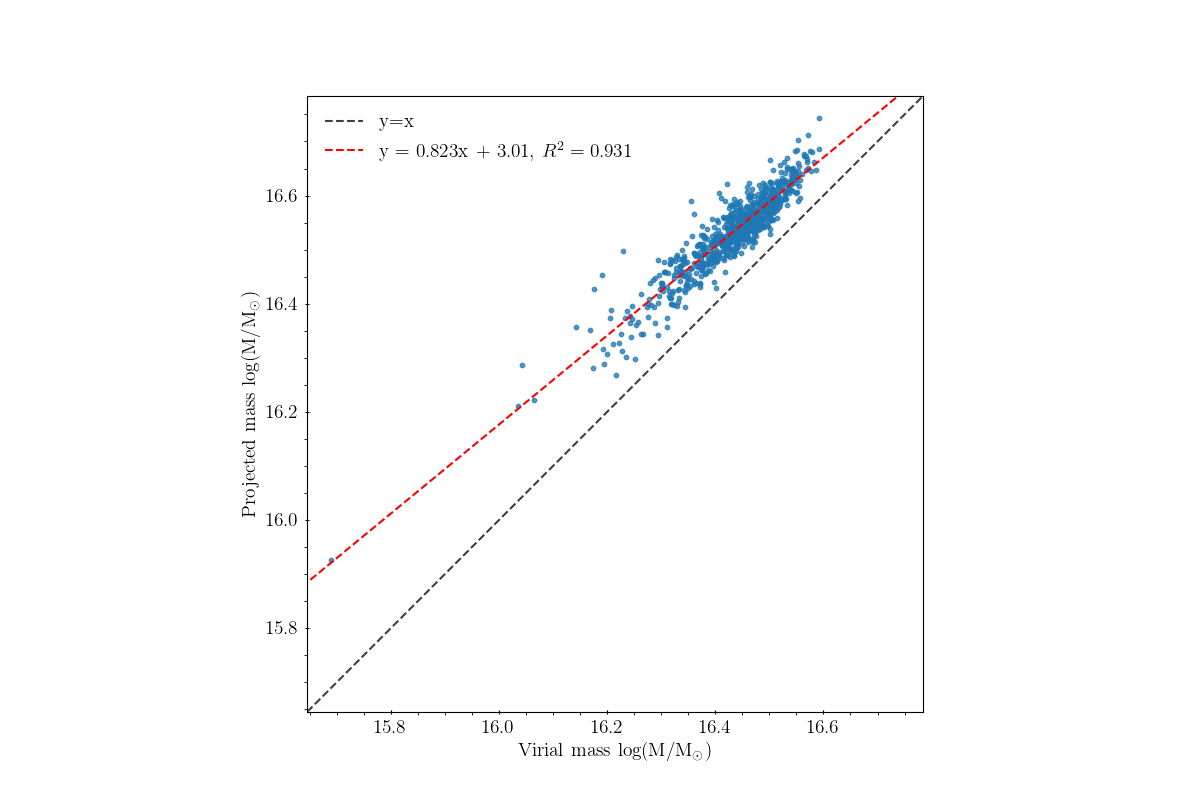 y=x
y = 0.823x + 3.01, R² = 0.931
Projected mass log(M/M☉)
16.6
16.4
16.2
16.0
15.8
15.8 16.0 16.2 16.4 16.6
Virial mass log(M/M☉)